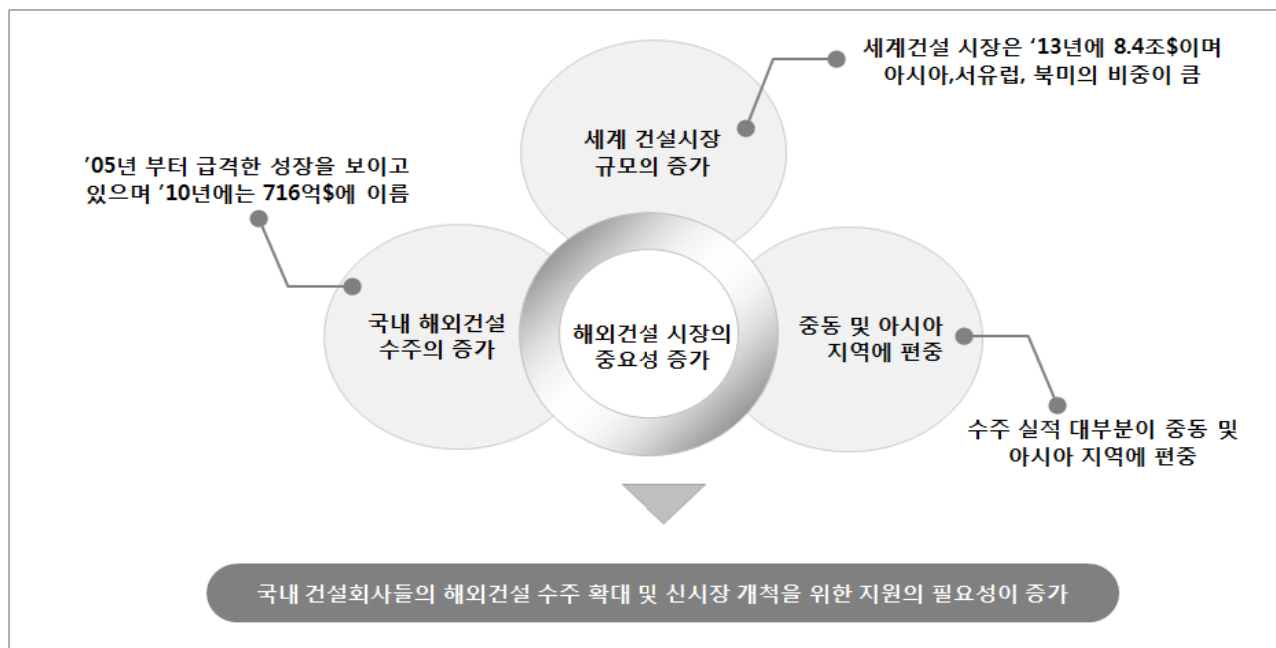 세계건설 시장은 ‘13년에 8.4조$이며
아시아,서유럽, 북미의 비중이 큼
세계 건설시장
규모의 증가
’05년 부터 급격한 성장을 보이고
있으며 ’10년에는 716억$에 이름
국내 해외건설
수주의 증가
해외건설 시장의
중요성 증가
중동 및 아시아
지역에 편중
수주 실적 대부분이 중동 및
아시아 지역에 편중
국내 건설회사들의 해외건설 수주 확대 및 신시장 개척을 위한 지원의 필요성이 증가